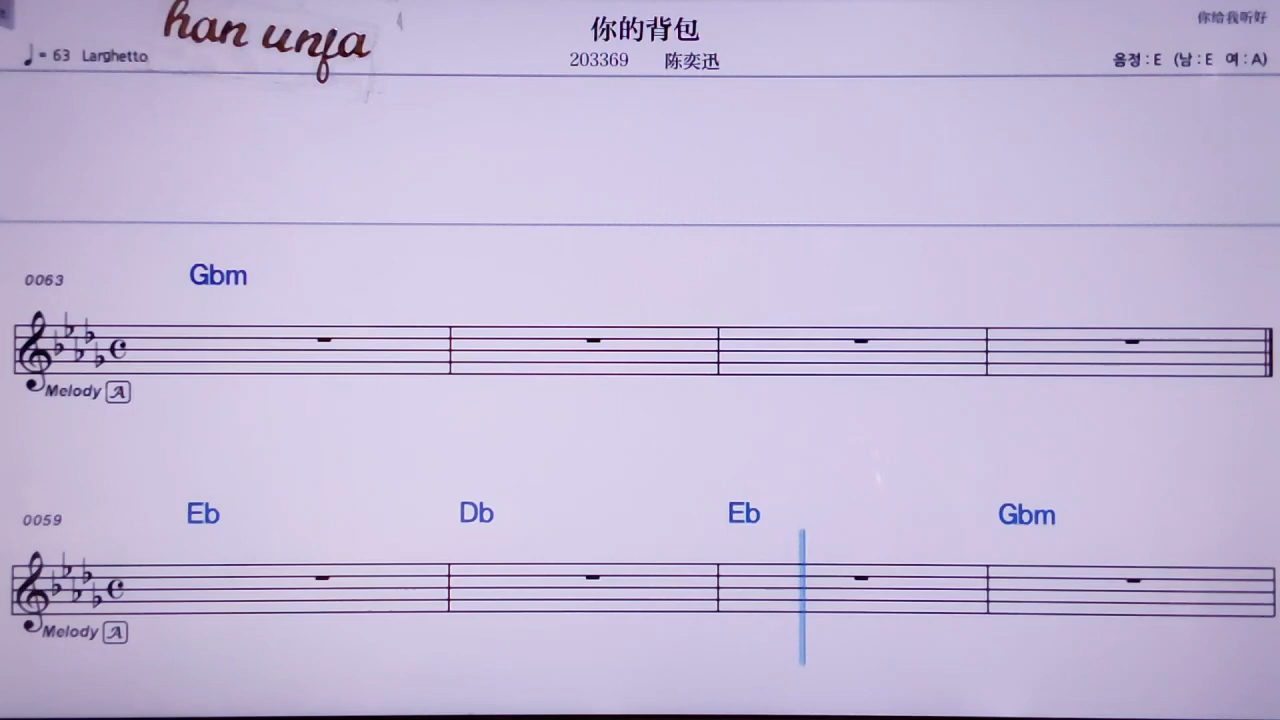 han unfa
你的背包
你给我听好
♩= 63 Larghetto
203369 陈奕迅
음정 : E (남 : E 여 : A)
0063
Gbm
Melody A
0059
Eb Db Eb Gbm
Melody A